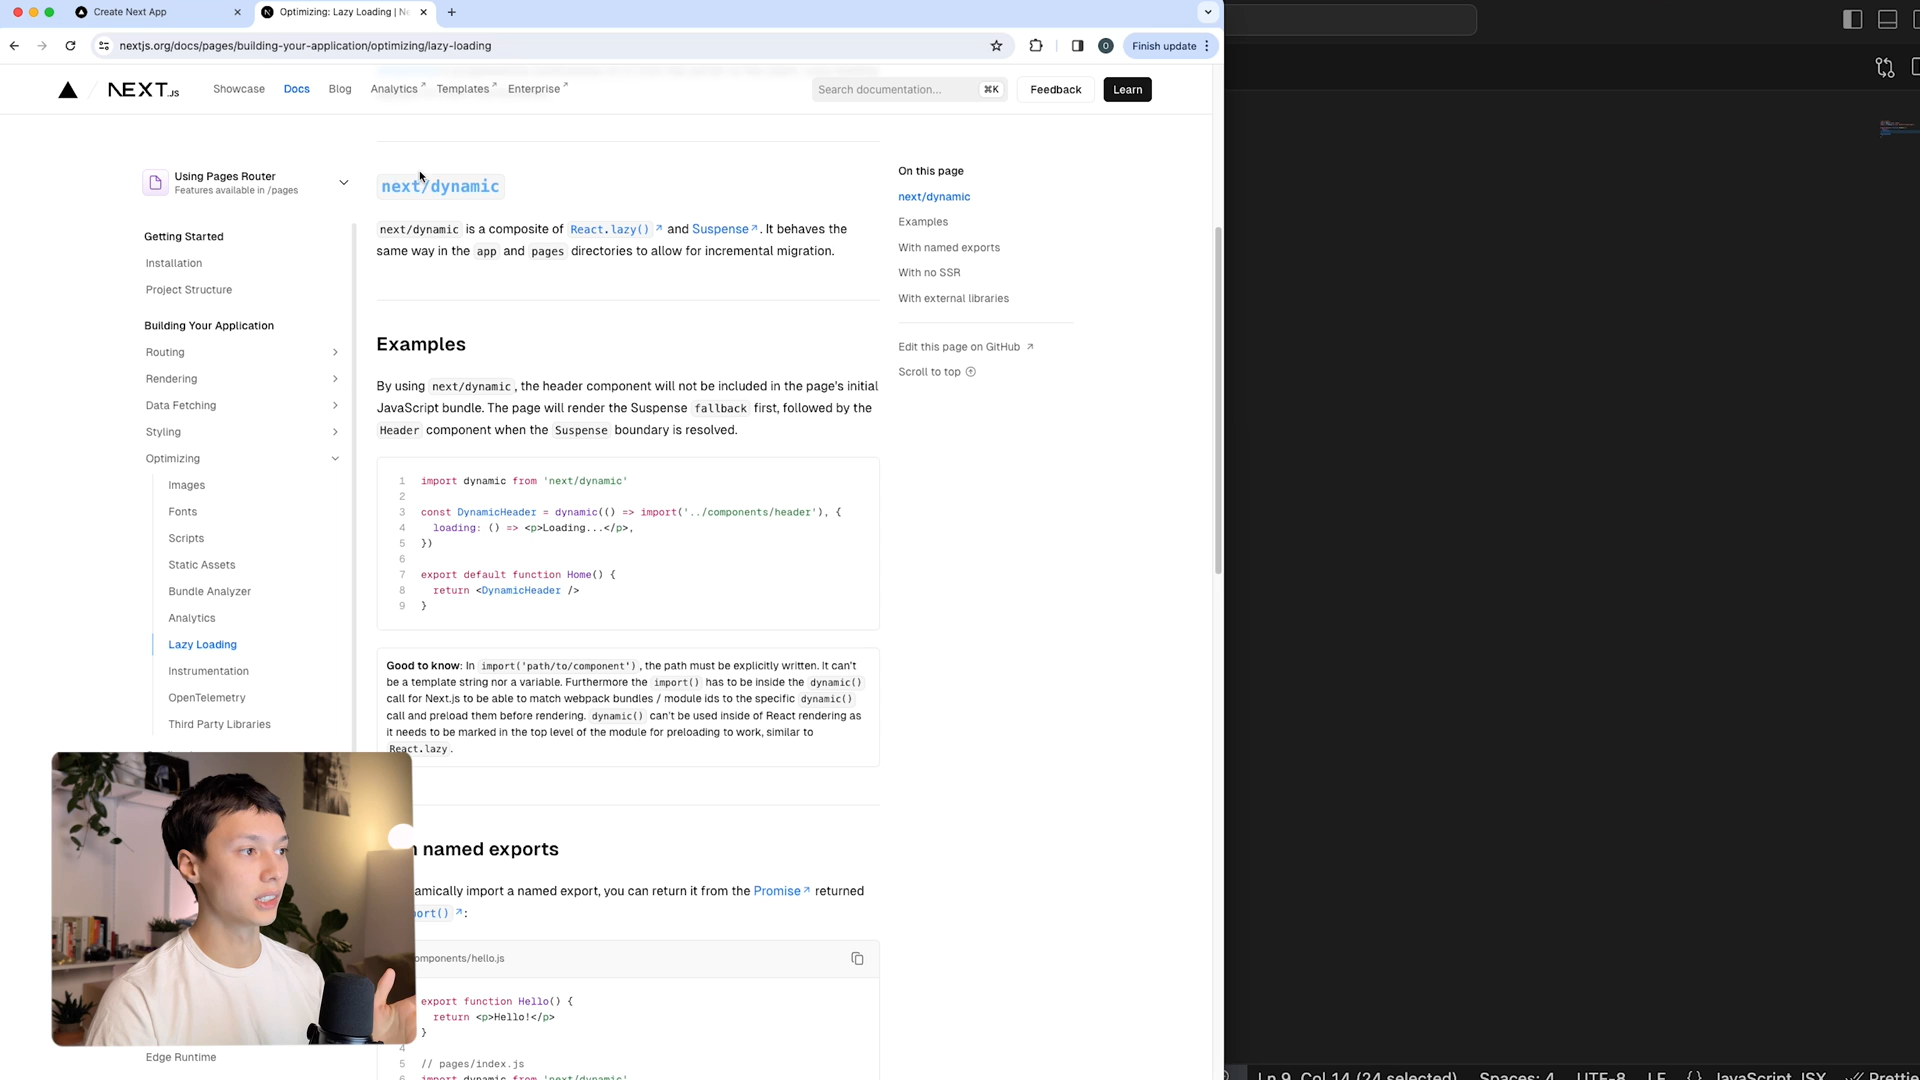 Create Next App
Optimizing: Lazy Loading | Ne
nextjs.org/docs/pages/building-your-application/optimizing/lazy-loading
Finish update
NEXT.JS
Showcase
Docs
Blog
Analytics
Templates
Enterprise
Search documentation...
⌘K
Feedback
Learn
Using Pages Router
Features available in /pages
Getting Started
Installation
Project Structure
Building Your Application
Routing
Rendering
Data Fetching
Styling
Optimizing
Images
Fonts
Scripts
Static Assets
Bundle Analyzer
Analytics
Lazy Loading
Instrumentation
OpenTelemetry
Third Party Libraries
Edge Runtime
next/dynamic
next/dynamic is a composite of React.lazy() and Suspense. It behaves the
same way in the app and pages directories to allow for incremental migration.
Examples
By using next/dynamic, the header component will not be included in the page's initial
JavaScript bundle. The page will render the Suspense fallback first, followed by the
Header component when the Suspense boundary is resolved.
1 import dynamic from 'next/dynamic'
2
3 const DynamicHeader = dynamic(() => import('../components/header'), {
4 loading: () => <p>Loading...</p>,
5 })
6
7 export default function Home() {
8 return <DynamicHeader />
9 }
Good to know: In import('path/to/component'), the path must be explicitly written. It can't
be a template string nor a variable. Furthermore the import() has to be inside the dynamic()
call for Next.js to be able to match webpack bundles / module ids to the specific dynamic()
call and preload them before rendering. dynamic() can't be used inside of React rendering as
it needs to be marked in the top level of the module for preloading to work, similar to
React.lazy.
named exports
amically import a named export, you can return it from the Promise returned
ort() :
omponents/hello.js
export function Hello() {
return <p>Hello!</p>
}
4
5 // pages/index.js
6 import dynamic from 'next/dynamic'
On this page
next/dynamic
Examples
With named exports
With no SSR
With external libraries
Edit this page on GitHub
Scroll to top
Ln 9, Col 14 (24 selected)
Spaces: 4
UTF-8
LF
{} JavaScript JSX
Prettie